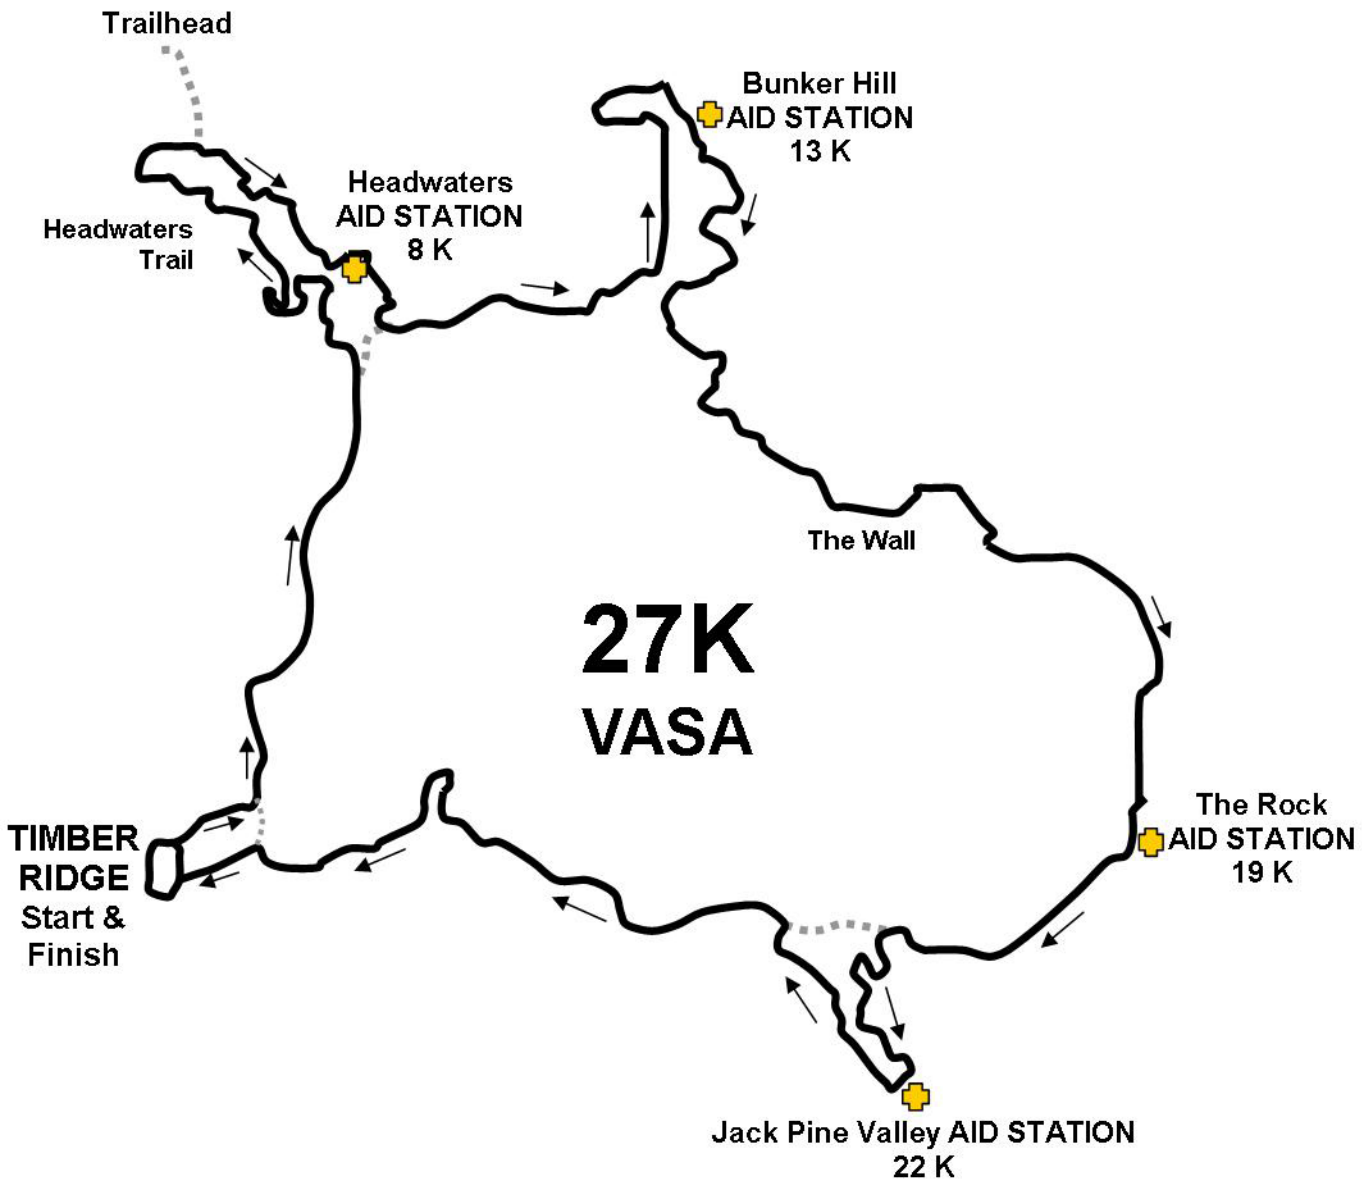 Trailhead
Bunker Hill
AID STATION
13 K
Headwaters
AID STATION
8 K
Headwaters
Trail
The Wall
27K
VASA
TIMBER
RIDGE
Start &
Finish
The Rock
AID STATION
19 K
Jack Pine Valley AID STATION
22 K